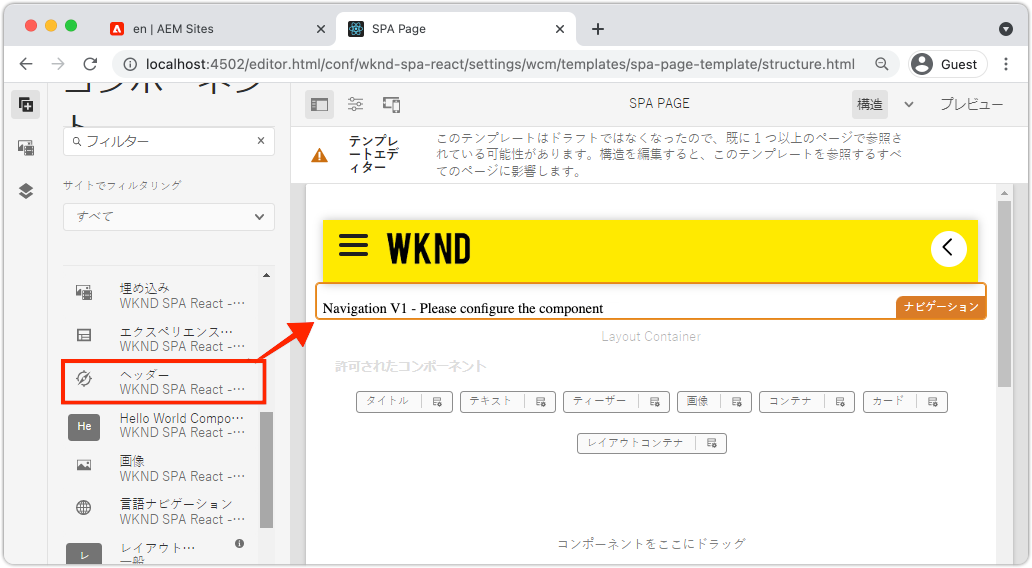 en | AEM Sites
SPA Page
localhost:4502/editor.html/conf/wknd-spa-react/settings/wcm/templates/spa-page-template/structure.html
Guest
コンポーネン
ト
フィルター
サイトでフィルタリング
すべて
埋め込み
WKND SPA React -…
エクスペリエンス…
WKND SPA React -…
ヘッダー
WKND SPA React -…
He
Hello World Compo…
WKND SPA React -…
画像
WKND SPA React -…
言語ナビゲーション
WKND SPA React -…
レ
レイアウト…
一般
SPA PAGE
構造
プレビュー
テンプレ
ートエデ
ィター
このテンプレートはドラフトではなくなったので、既に 1 つ以上のページで参照さ
れている可能性があります。構造を編集すると、このテンプレートを参照するすべ
てのページに影響します。
WKND
Navigation V1 - Please configure the component
ナビゲーション
Layout Container
許可されたコンポーネント
タイトル
テキスト
ティーザー
画像
コンテナ
カード
レイアウトコンテナ
コンポーネントをここにドラッグ